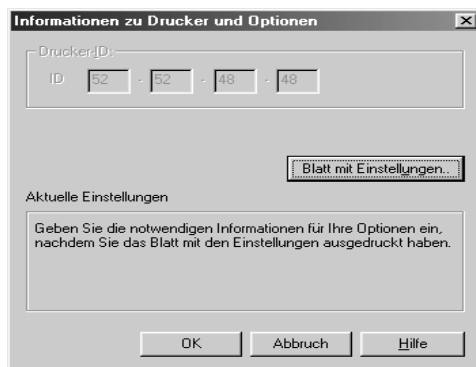 Informationen zu Drucker und Optionen
Drucker-ID:
ID 52 - 52 - 48 - 48
Blatt mit Einstellungen..
Aktuelle Einstellungen
Geben Sie die notwendigen Informationen für Ihre Optionen ein,
nachdem Sie das Blatt mit den Einstellungen ausgedruckt haben.
OK Abbruch Hilfe